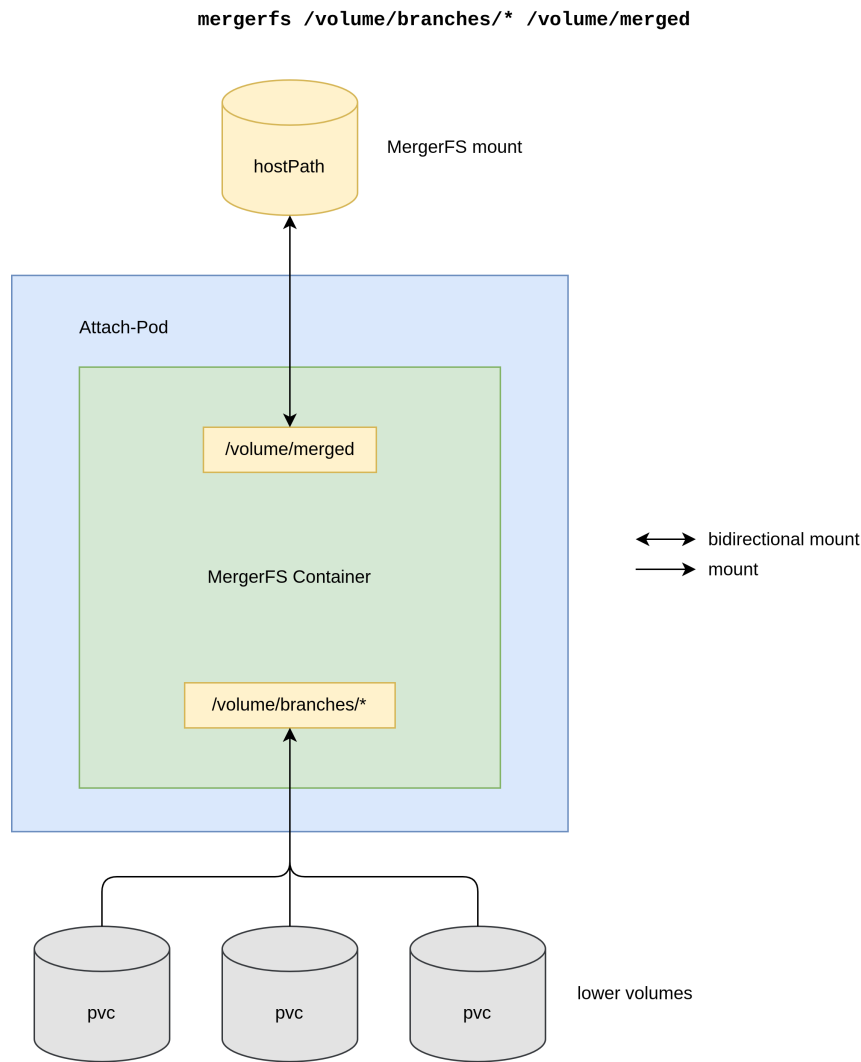 mergerfs /volume/branches/* /volume/merged
hostPath
MergerFS mount
Attach-Pod
/volume/merged
bidirectional mount
mount
MergerFS Container
/volume/branches/*
pvc
pvc
pvc
lower volumes